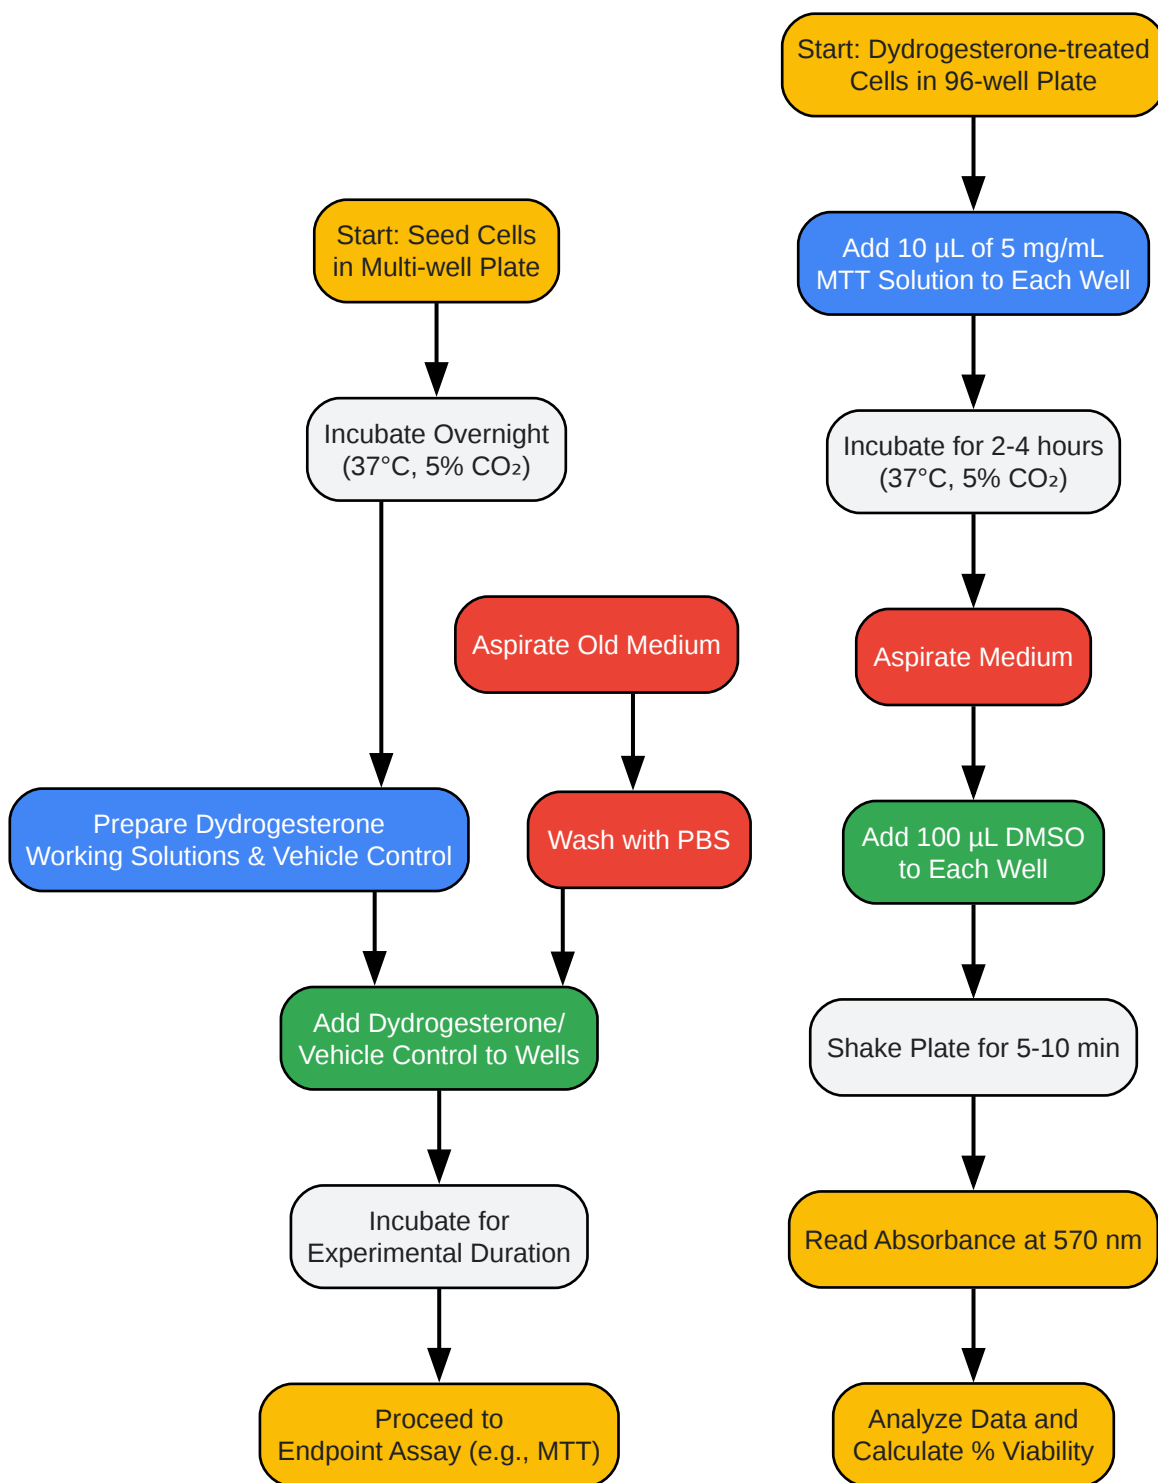 Start: Seed Cells
in Multi-well Plate
Incubate Overnight
(37°C, 5% CO₂)
Aspirate Old Medium
Prepare Dydrogesterone
Working Solutions & Vehicle Control
Wash with PBS
Add Dydrogesterone/
Vehicle Control to Wells
Incubate for
Experimental Duration
Proceed to
Endpoint Assay (e.g., MTT)
Start: Dydrogesterone-treated
Cells in 96-well Plate
Add 10 µL of 5 mg/mL
MTT Solution to Each Well
Incubate for 2-4 hours
(37°C, 5% CO₂)
Aspirate Medium
Add 100 µL DMSO
to Each Well
Shake Plate for 5-10 min
Read Absorbance at 570 nm
Analyze Data and
Calculate % Viability